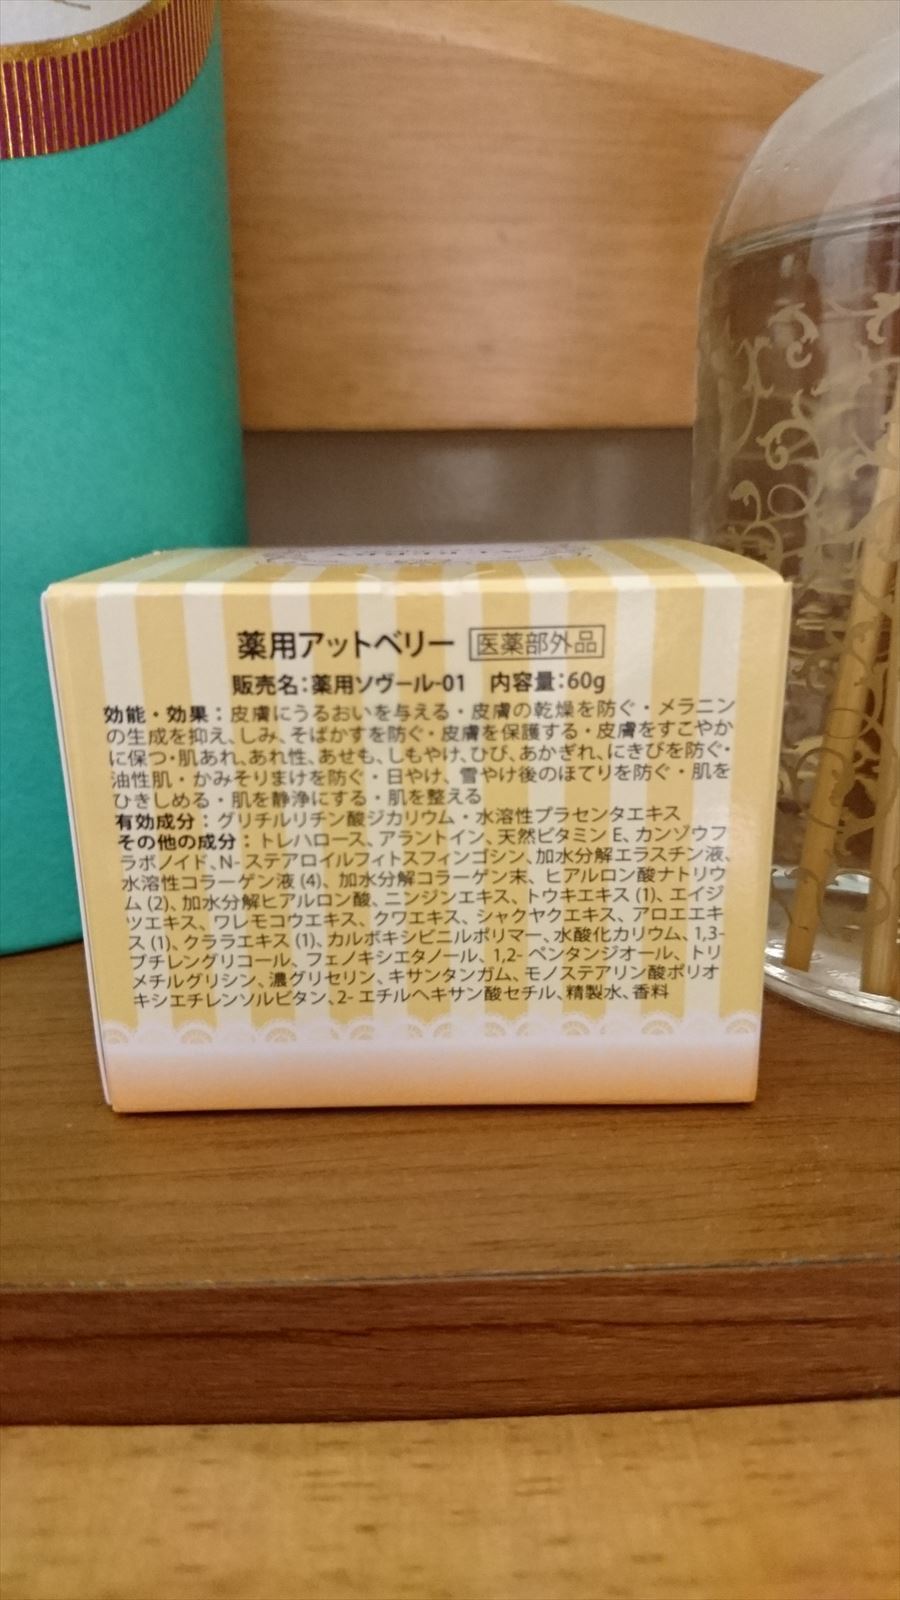 薬用アットベリー 医薬部外品
販売名：薬用ソヴール-01 内容量：60g
効能・効果：皮膚にうるおいを与える・皮膚の乾燥を防ぐ・メラニン
の生成を抑え、しみ、そばかすを防ぐ・皮膚を保護する・皮膚をすこやか
に保つ・肌あれ、あれ性、あせも、しもやけ、ひび、あかぎれ、にきびを防ぐ・
油性肌・かみそりまけを防ぐ・日やけ、雪やけ後のほてりを防ぐ・肌を
ひきしめる・肌を静浄にする・肌を整える
有効成分：グリチルリチン酸ジカリウム・水溶性プラセンタエキス
その他の成分：トレハロース、アラントイン、天然ビタミンE、カンゾウフ
ラボノイド、N-ステアロイルフィトスフィンゴシン、加水分解エラスチン液、
水溶性コラーゲン液(4)、加水分解コラーゲン末、ヒアルロン酸ナトリウ
ム(2)、加水分解ヒアルロン酸、ニンジンエキス、トウキエキス(1)、エイジ
ツエキス、ワレモコウエキス、クワエキス、シャクヤクエキス、アロエエキ
ス(1)、クララエキス(1)、カルボキシビニルポリマー、水酸化カリウム、1,3-
ブチレングリコール、フェノキシエタノール、1,2-ペンタンジオール、トリ
メチルグリシン、濃グリセリン、キサンタンガム、モノステアリン酸ポリオ
キシエチレンソルビタン、2-エチルヘキサン酸セチル、精製水、香料